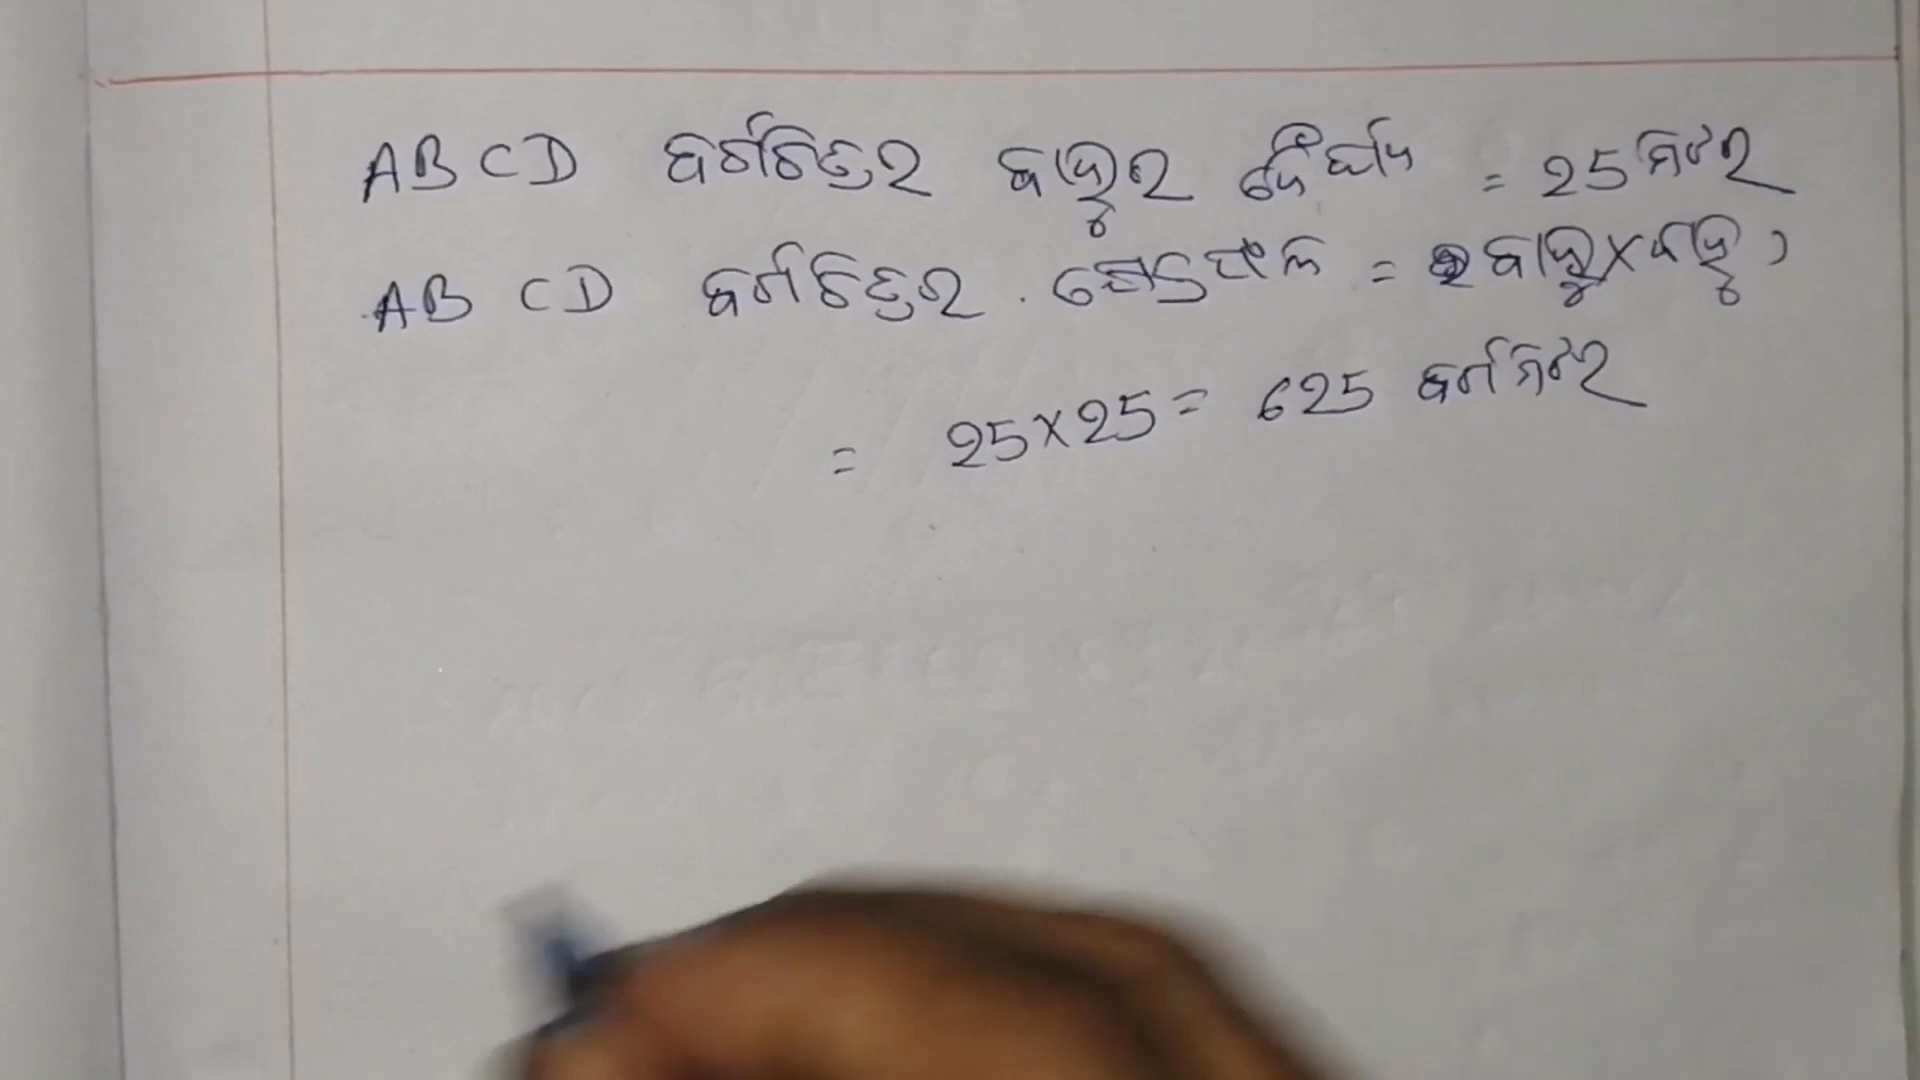 ABCD ବର୍ଗଚିତ୍ରର ବାହୁର ଦୈର୍ଘ୍ୟ = 25 ମିଟର
ABCD ବର୍ଗଚିତ୍ରର କ୍ଷେତ୍ରଫଳ = ବାହୁ × ବାହୁ
= 25×25 = 625 ବର୍ଗମିଟର